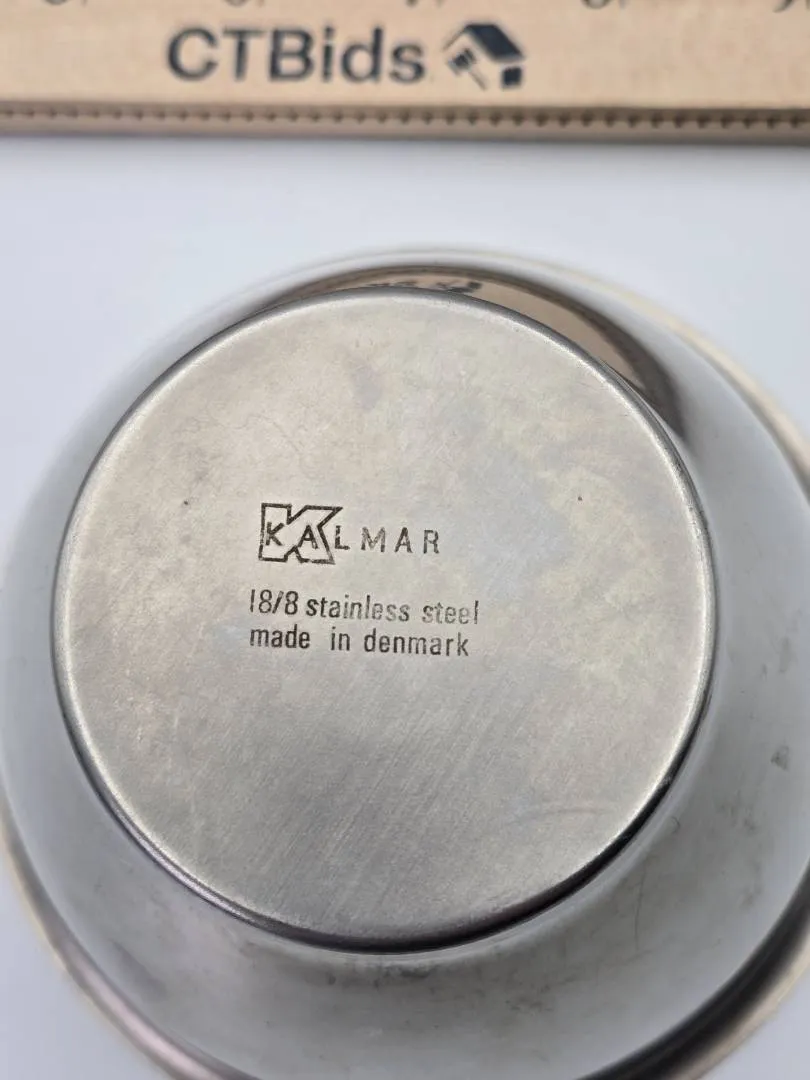 CTBids
KALMAR
18/8 stainless steel
made in denmark